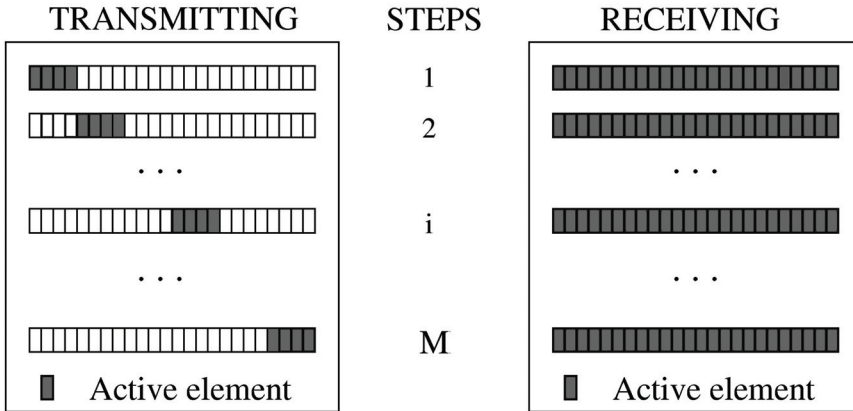 TRANSMITTING STEPS RECEIVING
1
2
. . . . . .
i
. . . . . .
M
Active element Active element